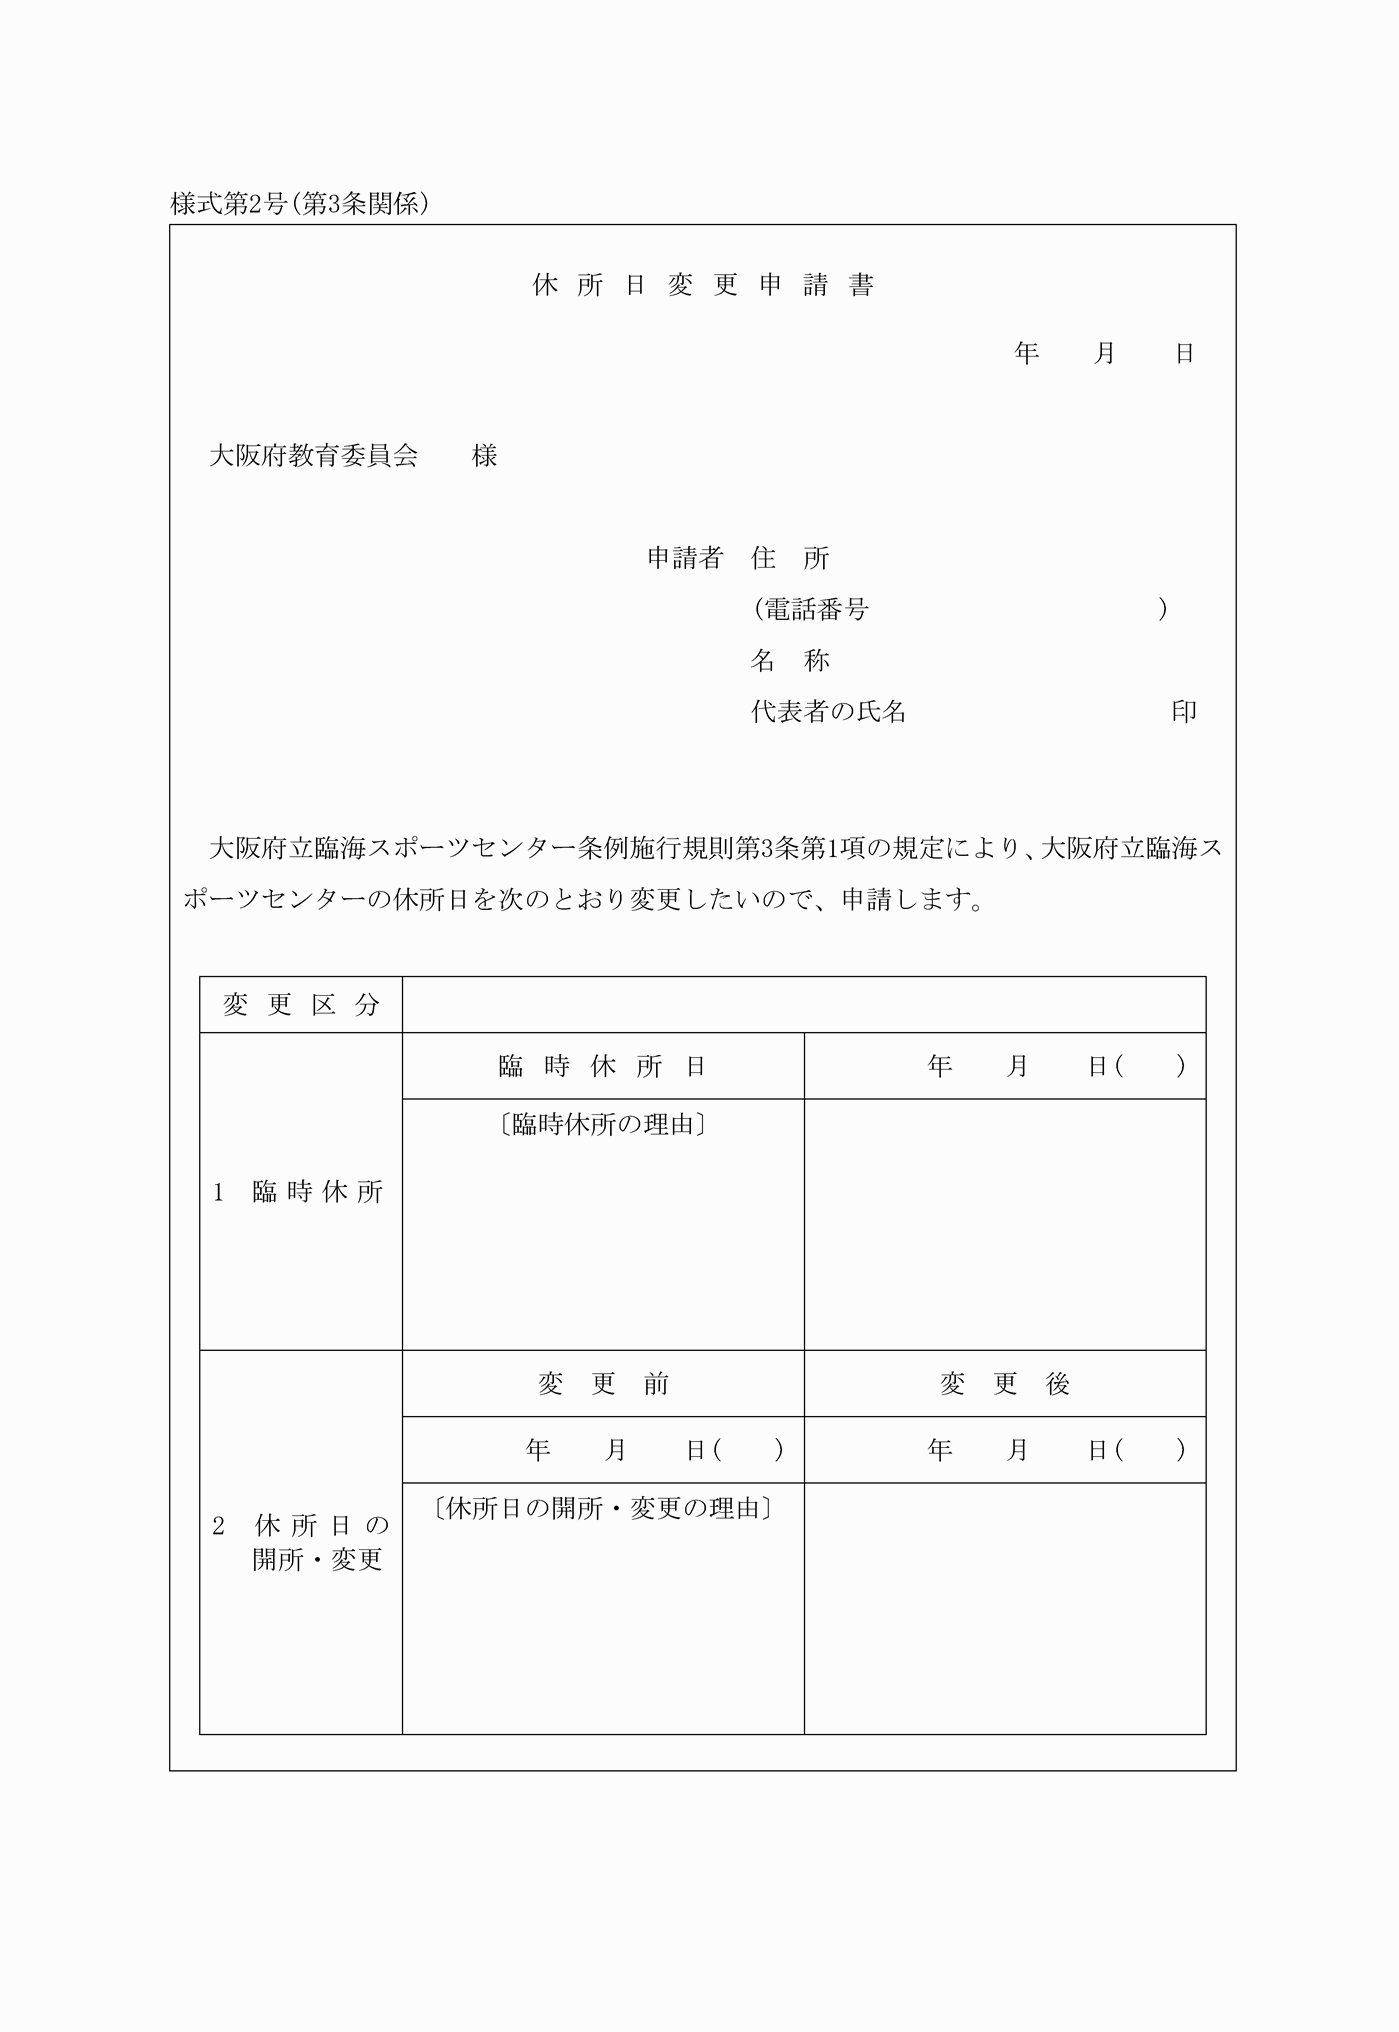 様式第2号(第3条関係)
休所日変更申請書
年　　月　　日
大阪府教育委員会　　様
申請者　住　所
(電話番号　　　　　　　　　　　)
名　称
代表者の氏名　　　　　　　　　　印
大阪府立臨海スポーツセンター条例施行規則第3条第1項の規定により、大阪府立臨海ス
ポーツセンターの休所日を次のとおり変更したいので、申請します。
変更区分
臨時休所日　　年　　月　　日(　　)
〔臨時休所の理由〕
1　臨時休所
変　更　前　　変　更　後
年　　月　　日(　　)　　年　　月　　日(　　)
〔休所日の開所・変更の理由〕
2　休所日の
開所・変更